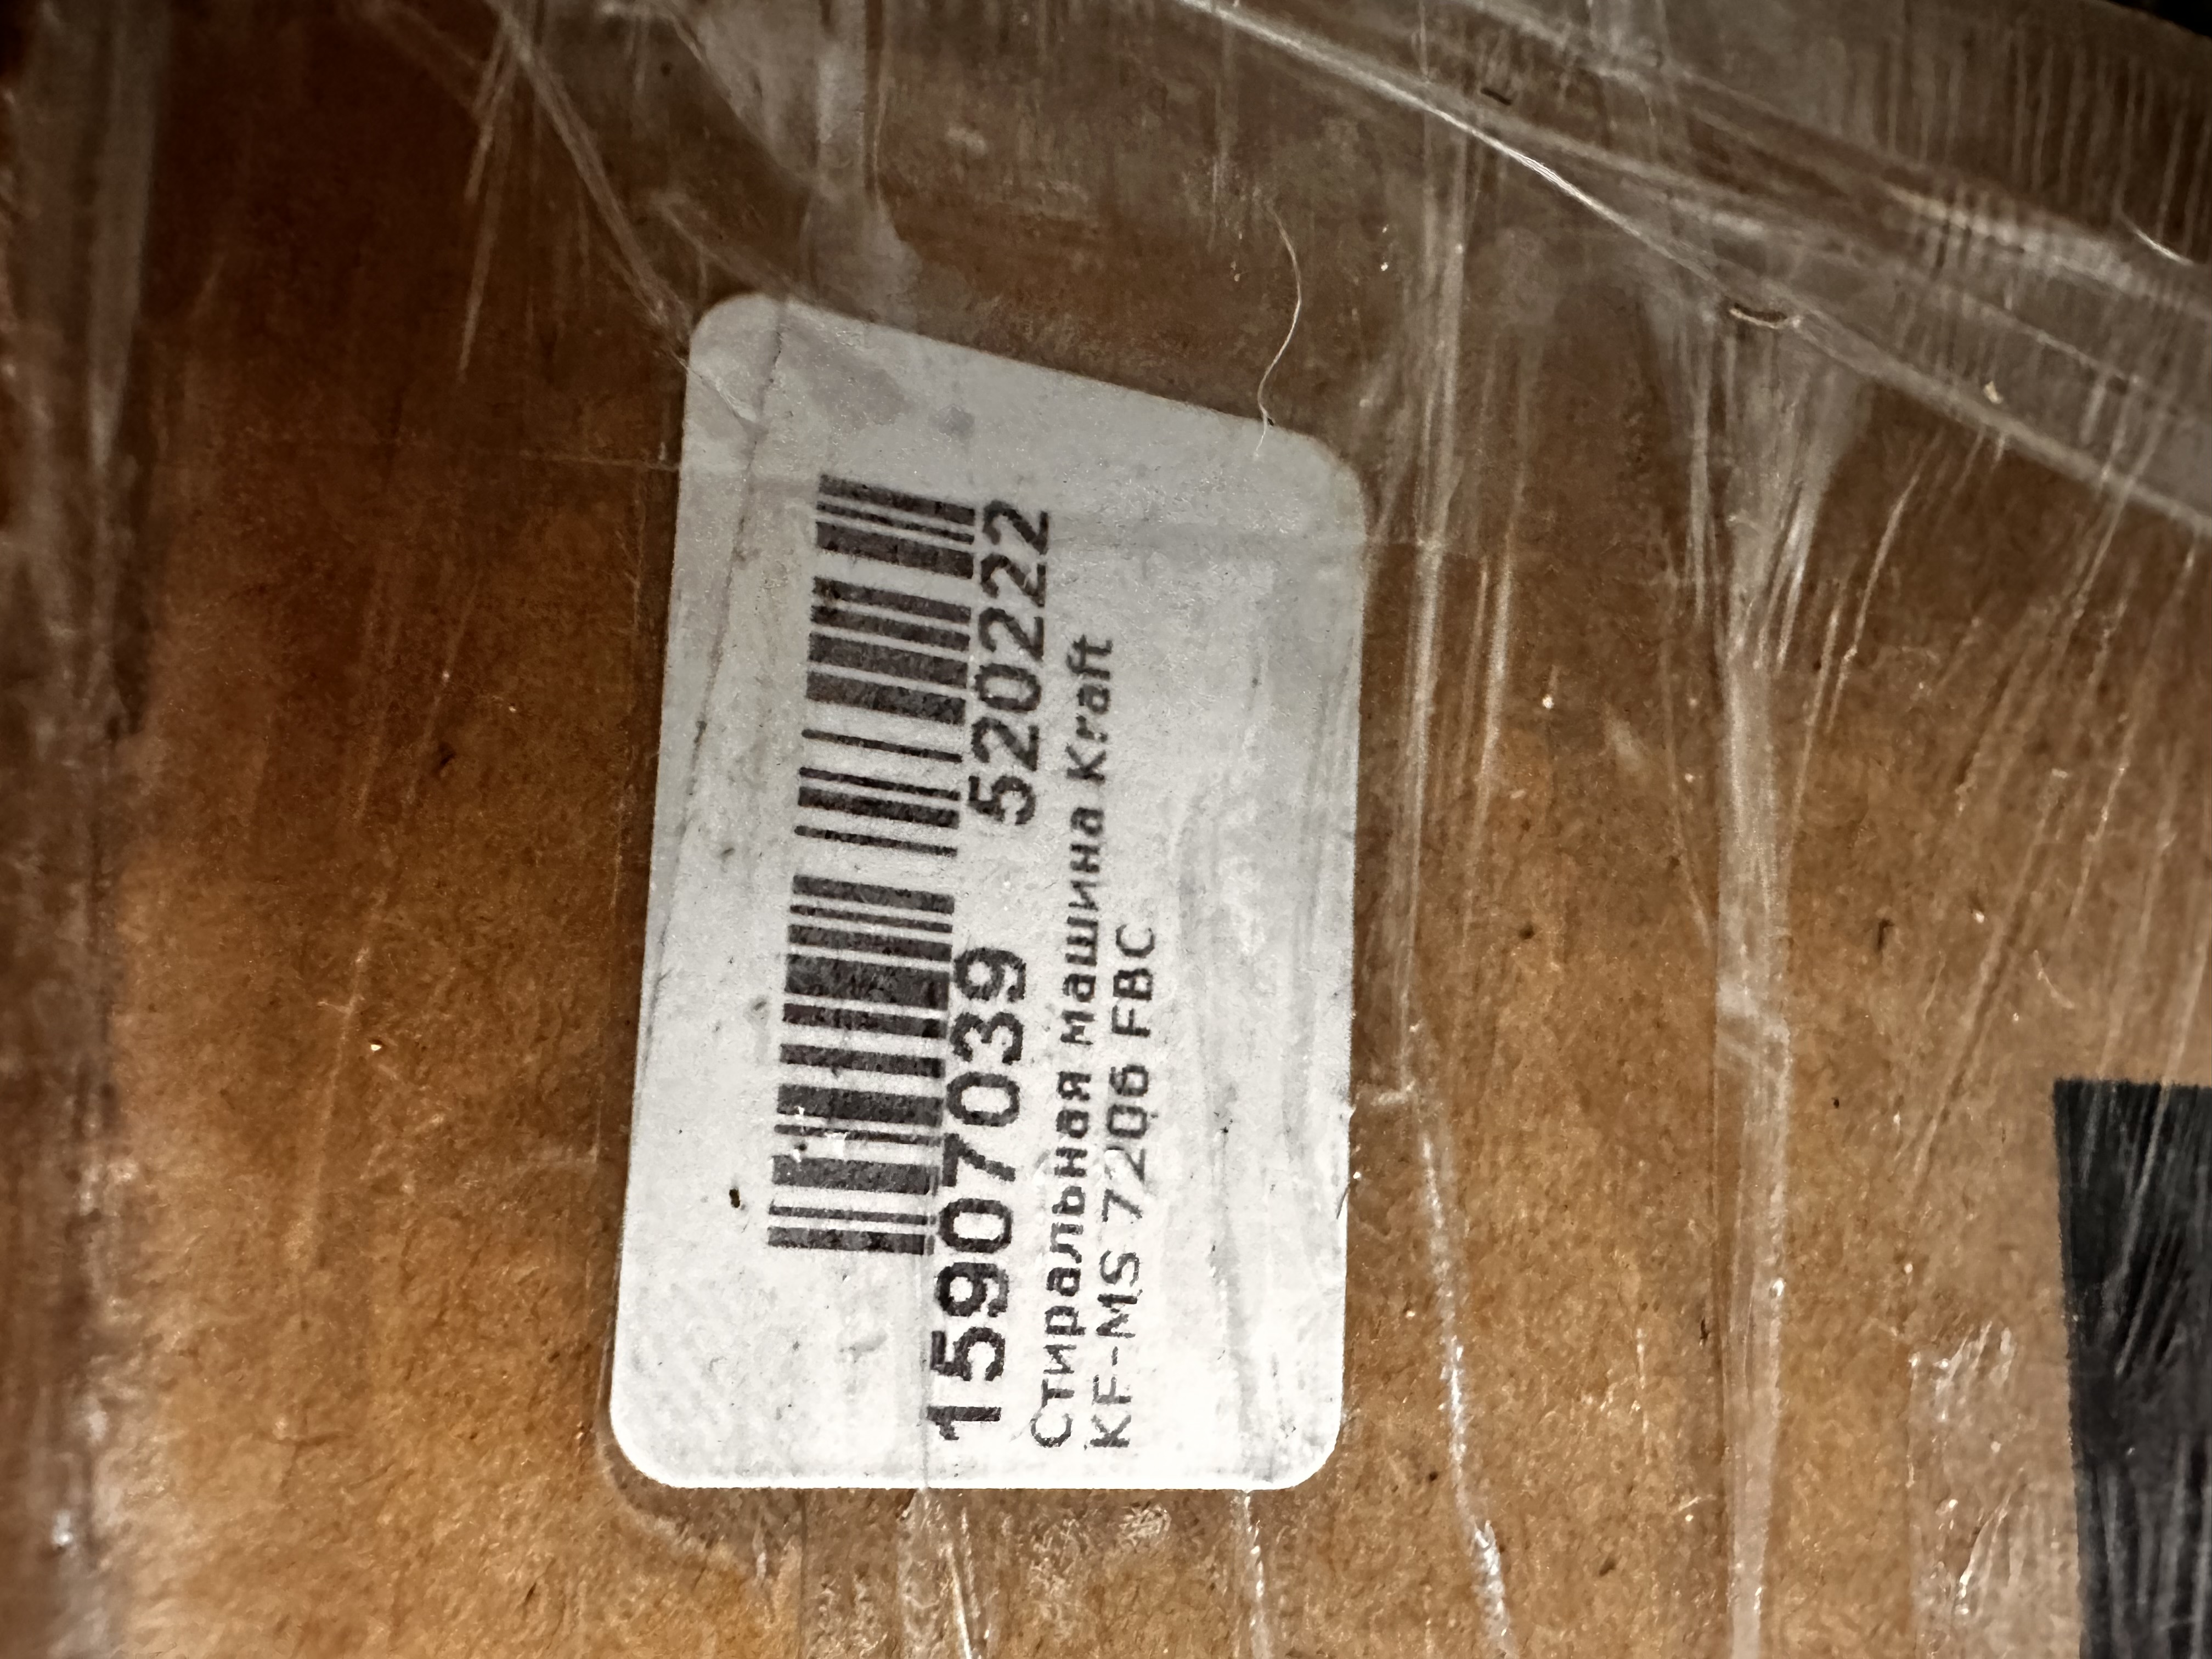 15907039 520222
Стиральная машина Kraft
KF-MS 7206 FBC